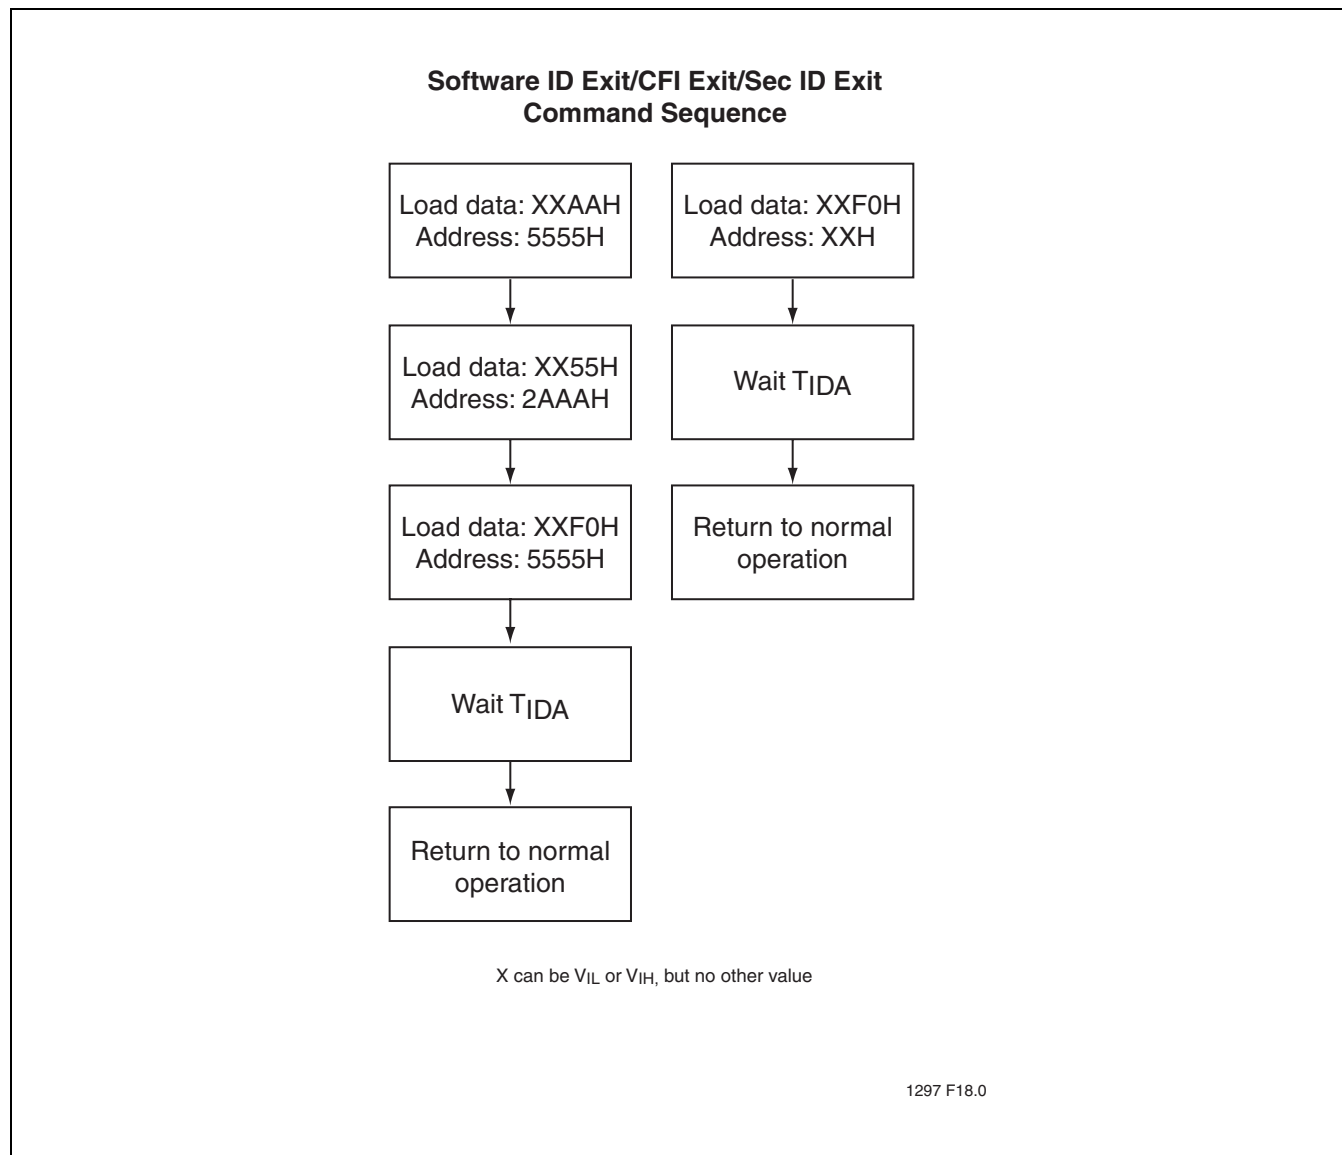 Software ID Exit/CFI Exit/Sec ID Exit
Command Sequence
Load data: XXAAH
Address: 5555H
Load data: XX55H
Address: 2AAAH
Load data: XXF0H
Address: 5555H
Wait TIDA
Return to normal
operation
Load data: XXF0H
Address: XXH
Wait TIDA
Return to normal
operation
X can be VIL or VIH, but no other value
1297 F18.0